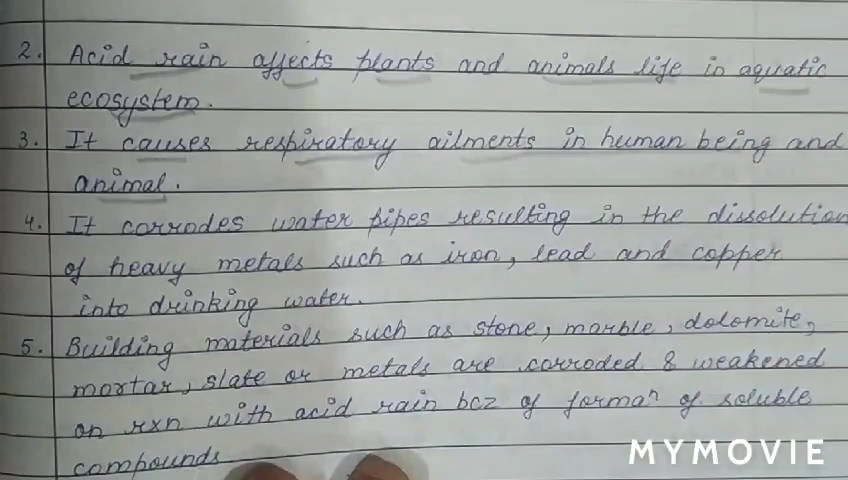 2. Acid rain affects plants and animals life in aquatic
ecosystem.
3. It causes respiratory ailments in human being and
animal.
4. It corrodes water pipes resulting in the dissolution
of heavy metals such as iron, lead and copper
into drinking water.
5. Building materials such as stone, marble, dolomite,
mortar, slate or metals are corroded & weakened
on rxn with acid rain bcz of formaⁿ of soluble
compounds
MYMOVIE